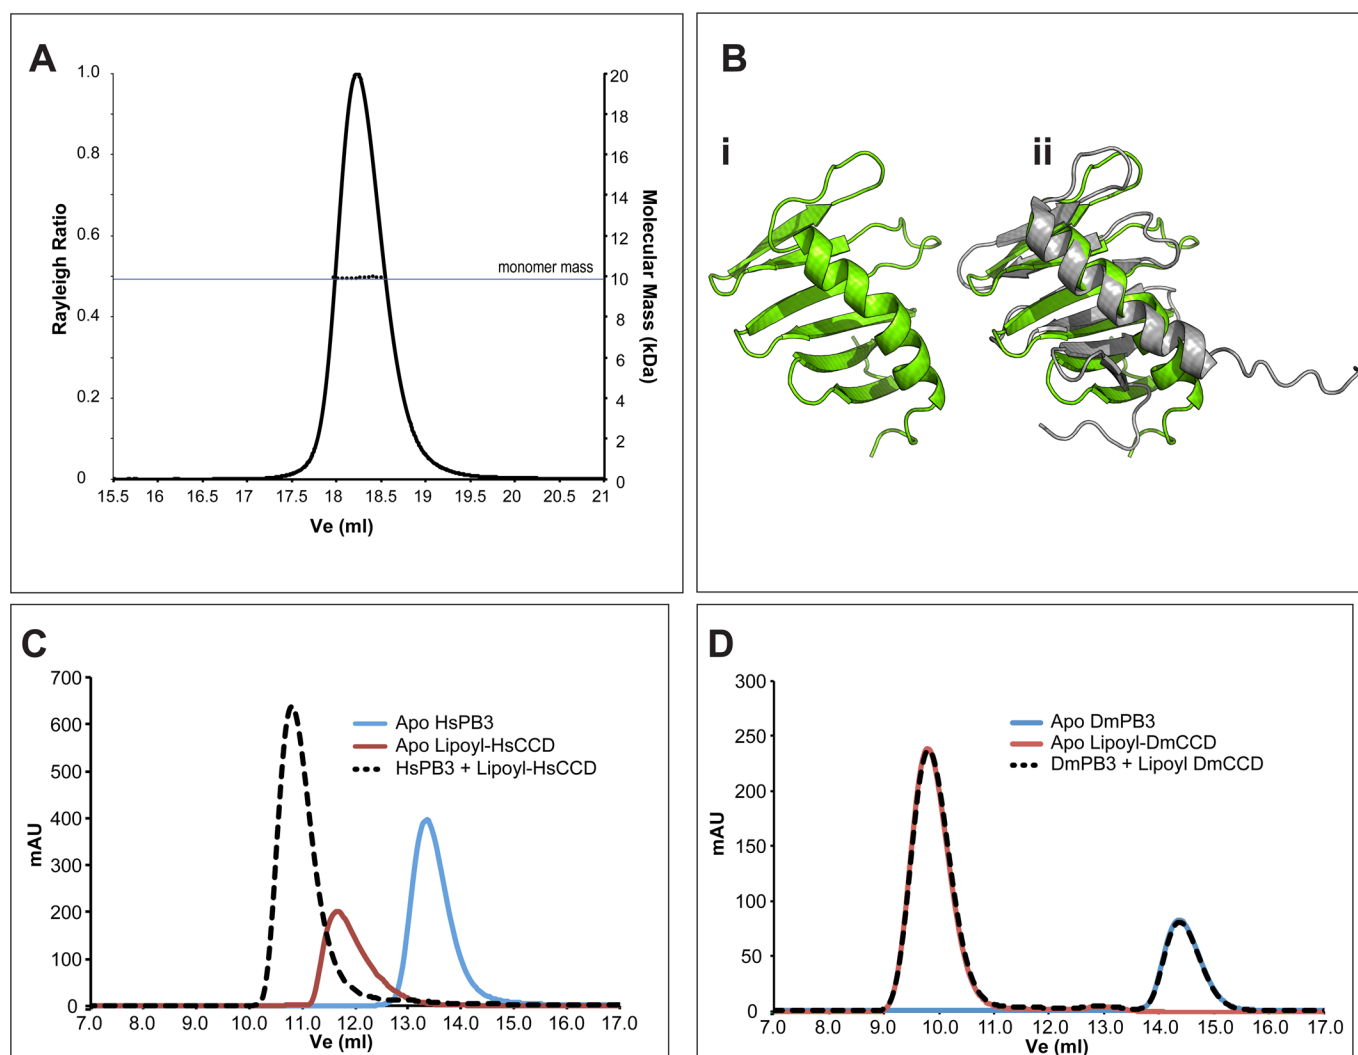 A
Rayleigh Ratio
1.0
0.8
0.6
0.4
0.2
0
20
18
16
14
12
10
8
6
4
2
0
Molecular Mass (kDa)
monomer mass
15.5 16 16.5 17 17.5 18 18.5 19 19.5 20 20.5 21
Ve (ml)
B
i
ii
C
mAU
700
600
500
400
300
200
100
0
Apo HsPB3
Apo Lipoyl-HsCCD
HsPB3 + Lipoyl-HsCCD
7.0 8.0 9.0 10.0 11.0 12.0 13.0 14.0 15.0 16.0 17.0
Ve (ml)
D
mAU
300
250
200
150
100
50
0
Apo DmPB3
Apo Lipoyl-DmCCD
DmPB3 + Lipoyl DmCCD
7.0 8.0 9.0 10.0 11.0 12.0 13.0 14.0 15.0 16.0 17.0
Ve (ml)